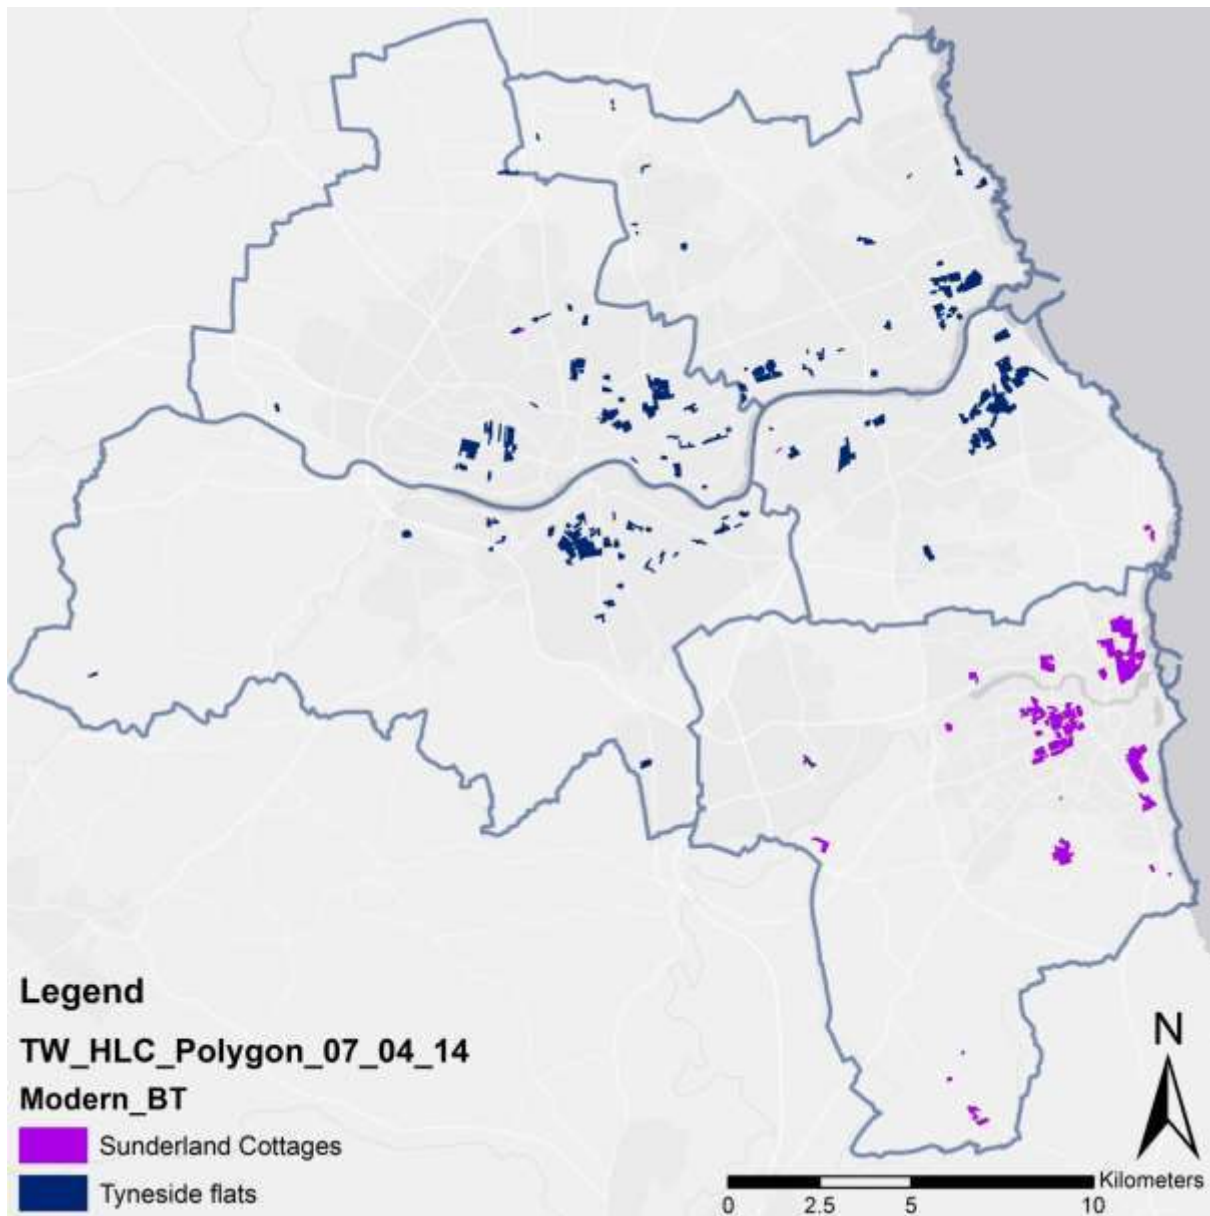 Legend
TW_HLC_Polygon_07_04_14
Modern_BT
Sunderland Cottages
Tyneside flats
N
Kilometers
0 2.5 5 10